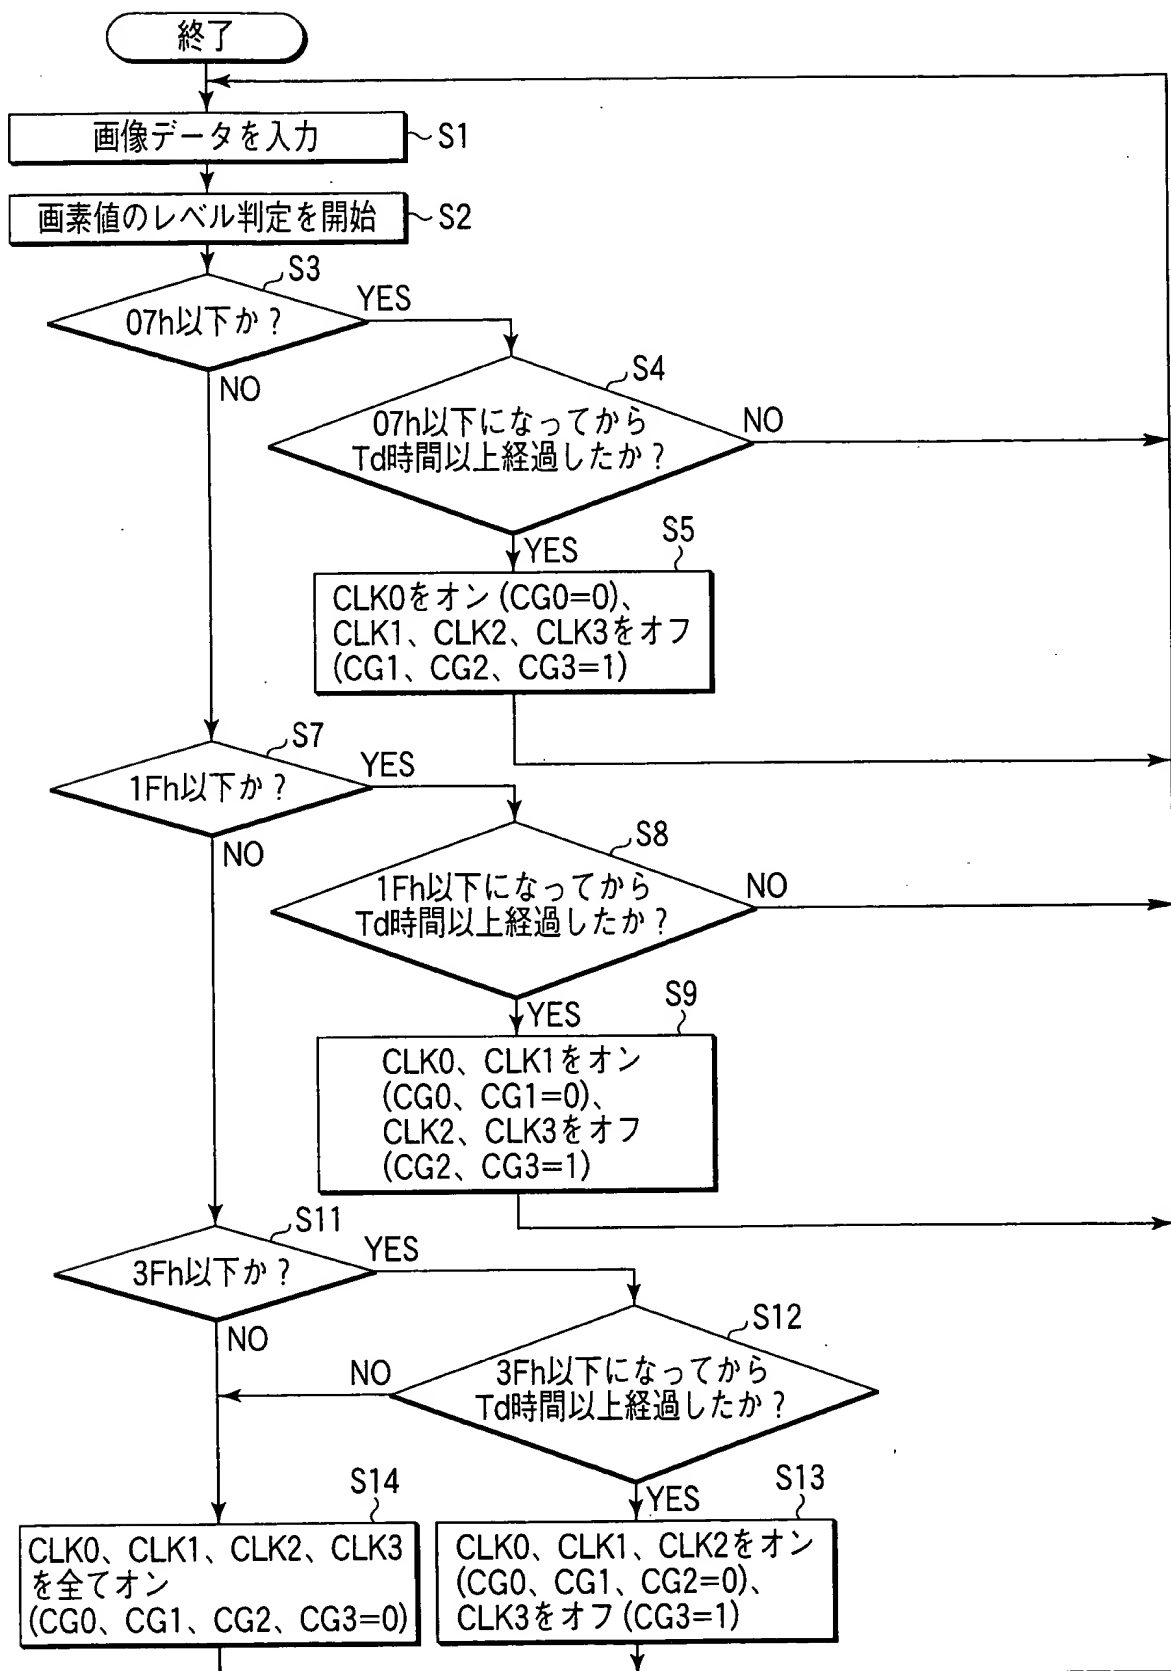 終了
画像データを入力
S1
画素値のレベル判定を開始
S2
S3
07h以下か？
YES
NO
S4
07h以下になってから
Td時間以上経過したか？
NO
YES
S5
CLK0をオン(CG0=0)、
CLK1、CLK2、CLK3をオフ
(CG1、CG2、CG3=1)
S7
1Fh以下か？
YES
NO
S8
1Fh以下になってから
Td時間以上経過したか？
NO
YES
S9
CLK0、CLK1をオン
(CG0、CG1=0)、
CLK2、CLK3をオフ
(CG2、CG3=1)
S11
3Fh以下か？
YES
NO
S12
3Fh以下になってから
Td時間以上経過したか？
NO
YES
S14
CLK0、CLK1、CLK2、CLK3
を全てオン
(CG0、CG1、CG2、CG3=0)
S13
CLK0、CLK1、CLK2をオン
(CG0、CG1、CG2=0)、
CLK3をオフ(CG3=1)